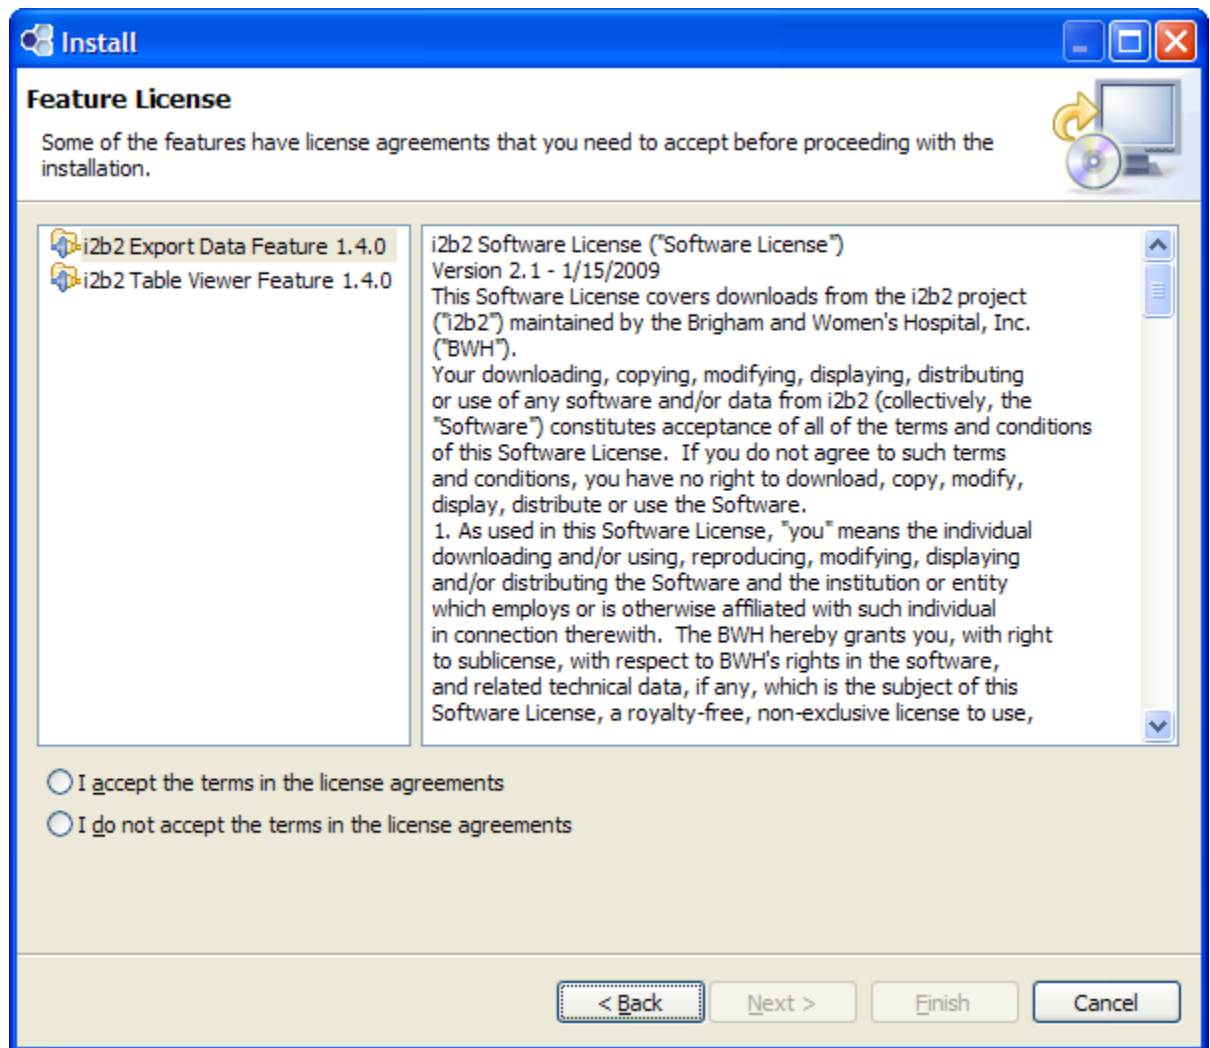 Install
Feature License
Some of the features have license agreements that you need to accept before proceeding with the
installation.
i2b2 Export Data Feature 1.4.0
i2b2 Table Viewer Feature 1.4.0
i2b2 Software License ("Software License")
Version 2.1 - 1/15/2009
This Software License covers downloads from the i2b2 project
("i2b2") maintained by the Brigham and Women's Hospital, Inc.
("BWH").
Your downloading, copying, modifying, displaying, distributing
or use of any software and/or data from i2b2 (collectively, the
"Software") constitutes acceptance of all of the terms and conditions
of this Software License.  If you do not agree to such terms
and conditions, you have no right to download, copy, modify,
display, distribute or use the Software.
1. As used in this Software License, "you" means the individual
downloading and/or using, reproducing, modifying, displaying
and/or distributing the Software and the institution or entity
which employs or is otherwise affiliated with such individual
in connection therewith.  The BWH hereby grants you, with right
to sublicense, with respect to BWH's rights in the software,
and related technical data, if any, which is the subject of this
Software License, a royalty-free, non-exclusive license to use,
I accept the terms in the license agreements
I do not accept the terms in the license agreements
< Back
Next >
Finish
Cancel